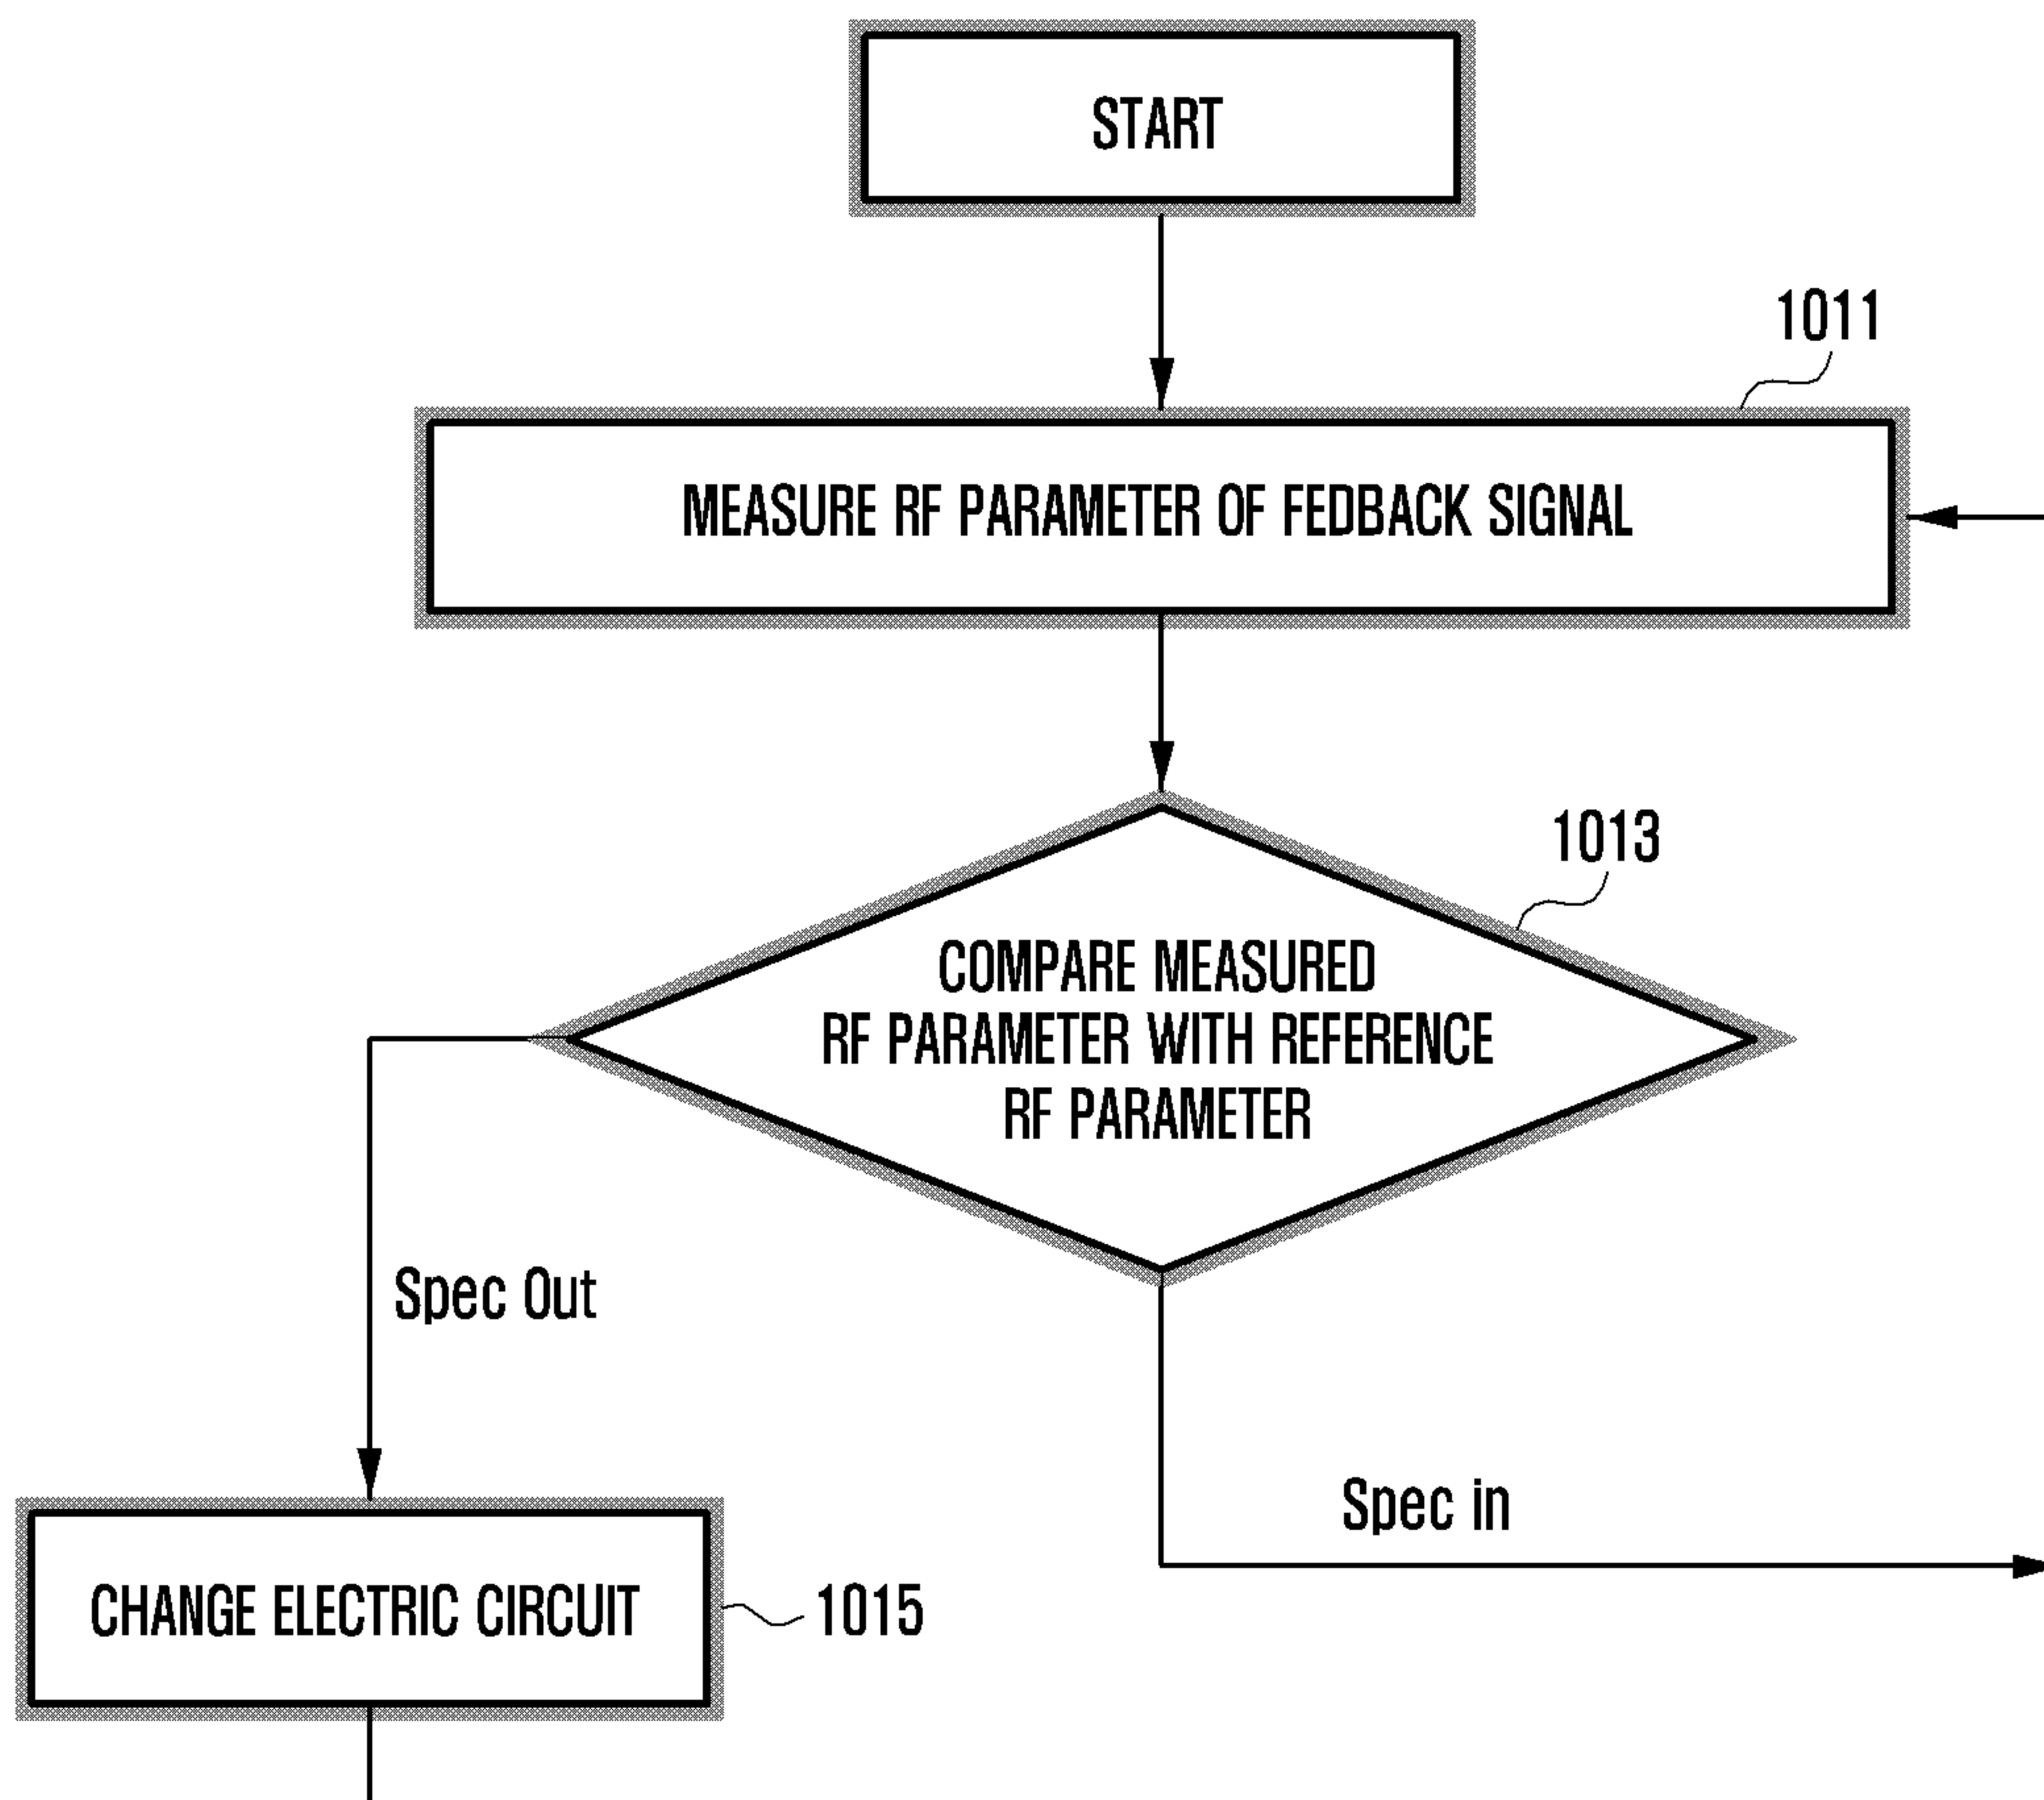 START
1011
MEASURE RF PARAMETER OF FEDBACK SIGNAL
1013
COMPARE MEASURED
RF PARAMETER WITH REFERENCE
RF PARAMETER
Spec Out
Spec in
CHANGE ELECTRIC CIRCUIT
1015